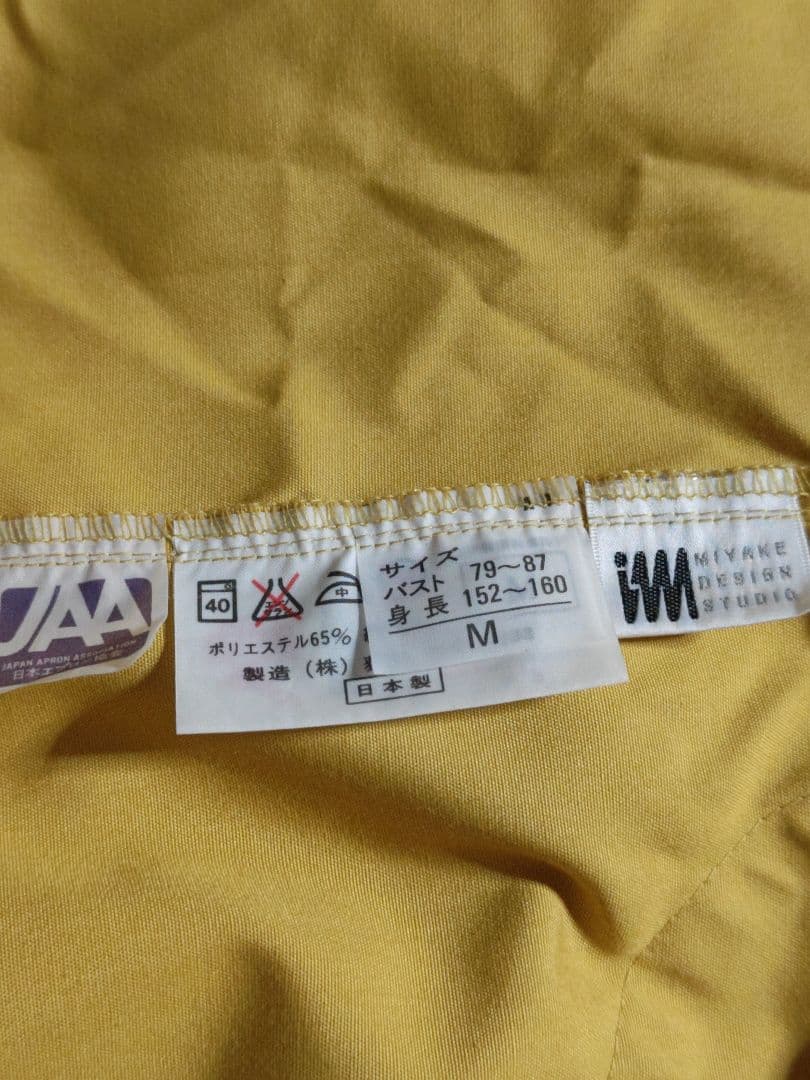 JAA
JAPAN APRON ASSOCIATION
40
中
ポリエステル65%
製造(株)
日本製
サイズ
バスト 79〜87
身長 152〜160
M
im
MIYAKE
DESIGN
STUDIO